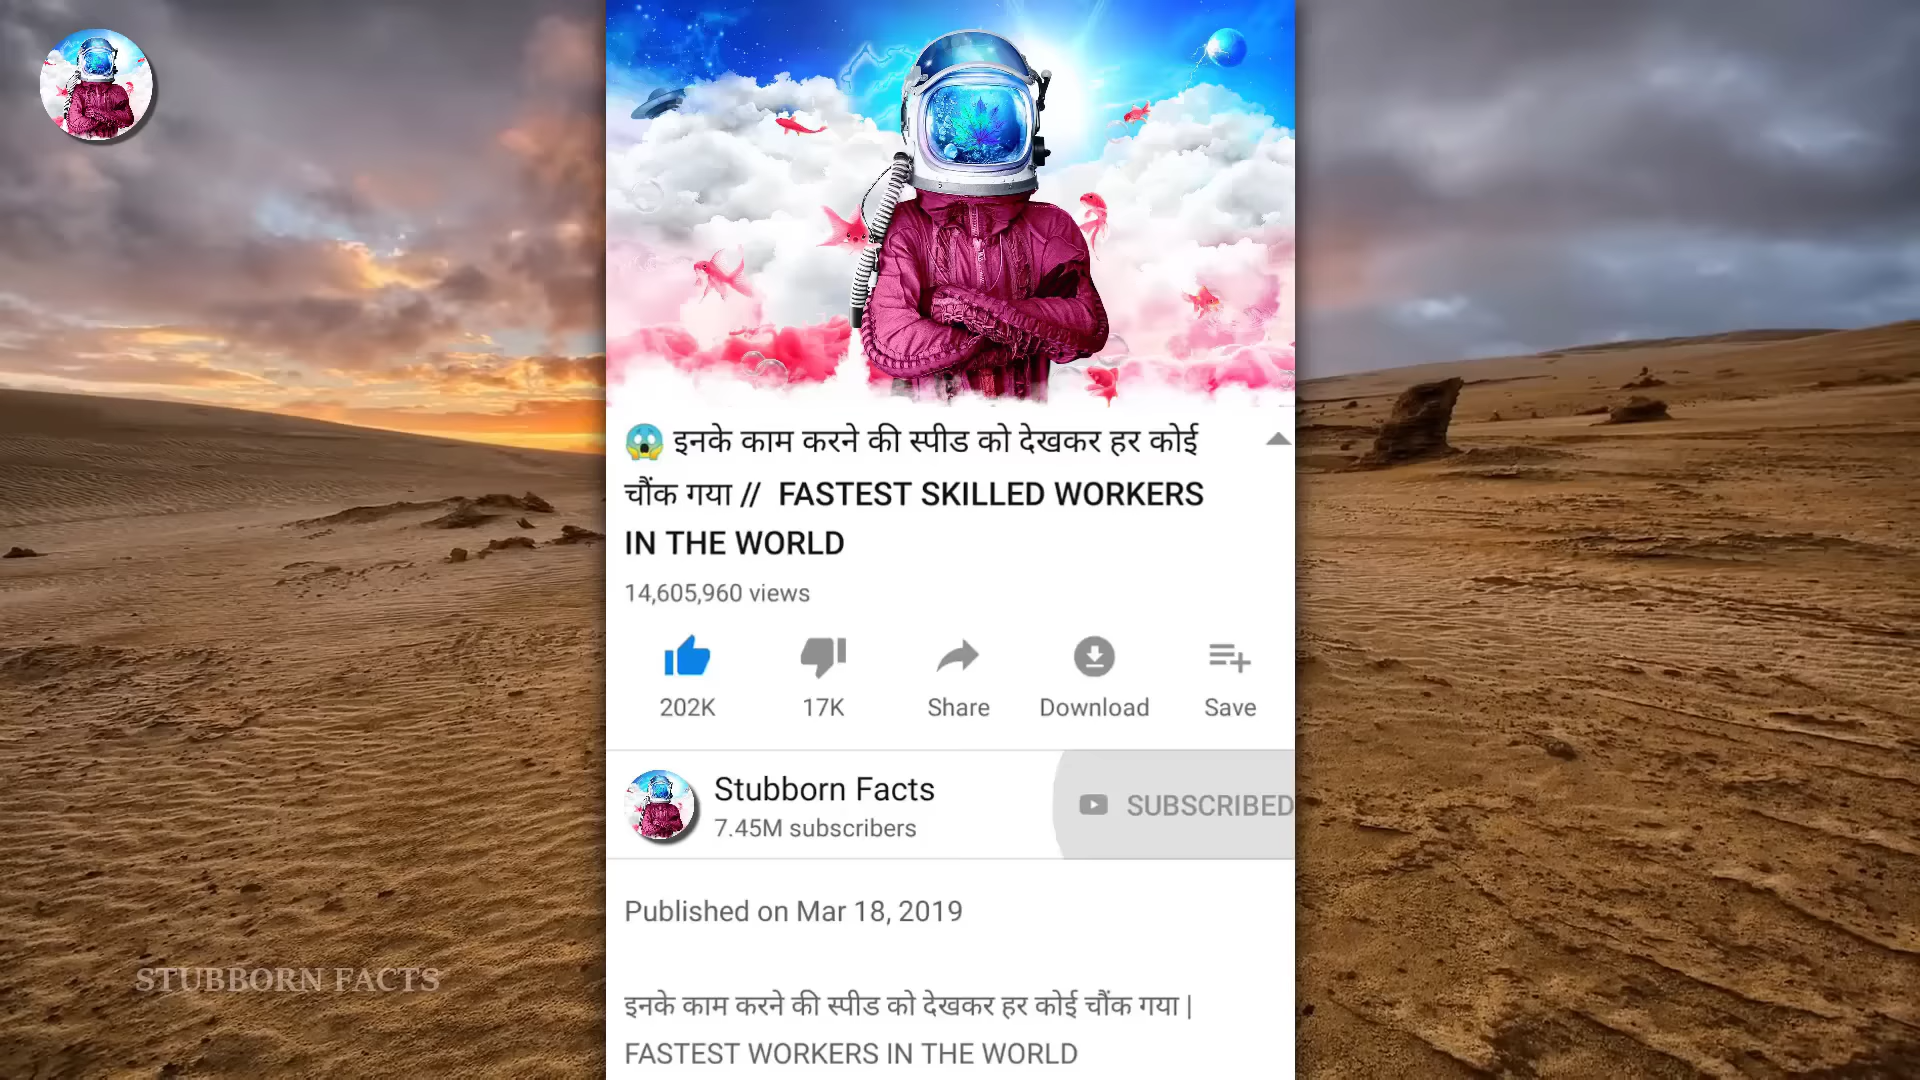 😱 इनके काम करने की स्पीड को देखकर हर कोई
चौंक गया // FASTEST SKILLED WORKERS
IN THE WORLD
14,605,960 views
202K 17K Share Download Save
Stubborn Facts
7.45M subscribers
SUBSCRIBED
Published on Mar 18, 2019
STUBBORN FACTS
इनके काम करने की स्पीड को देखकर हर कोई चौंक गया |
FASTEST WORKERS IN THE WORLD